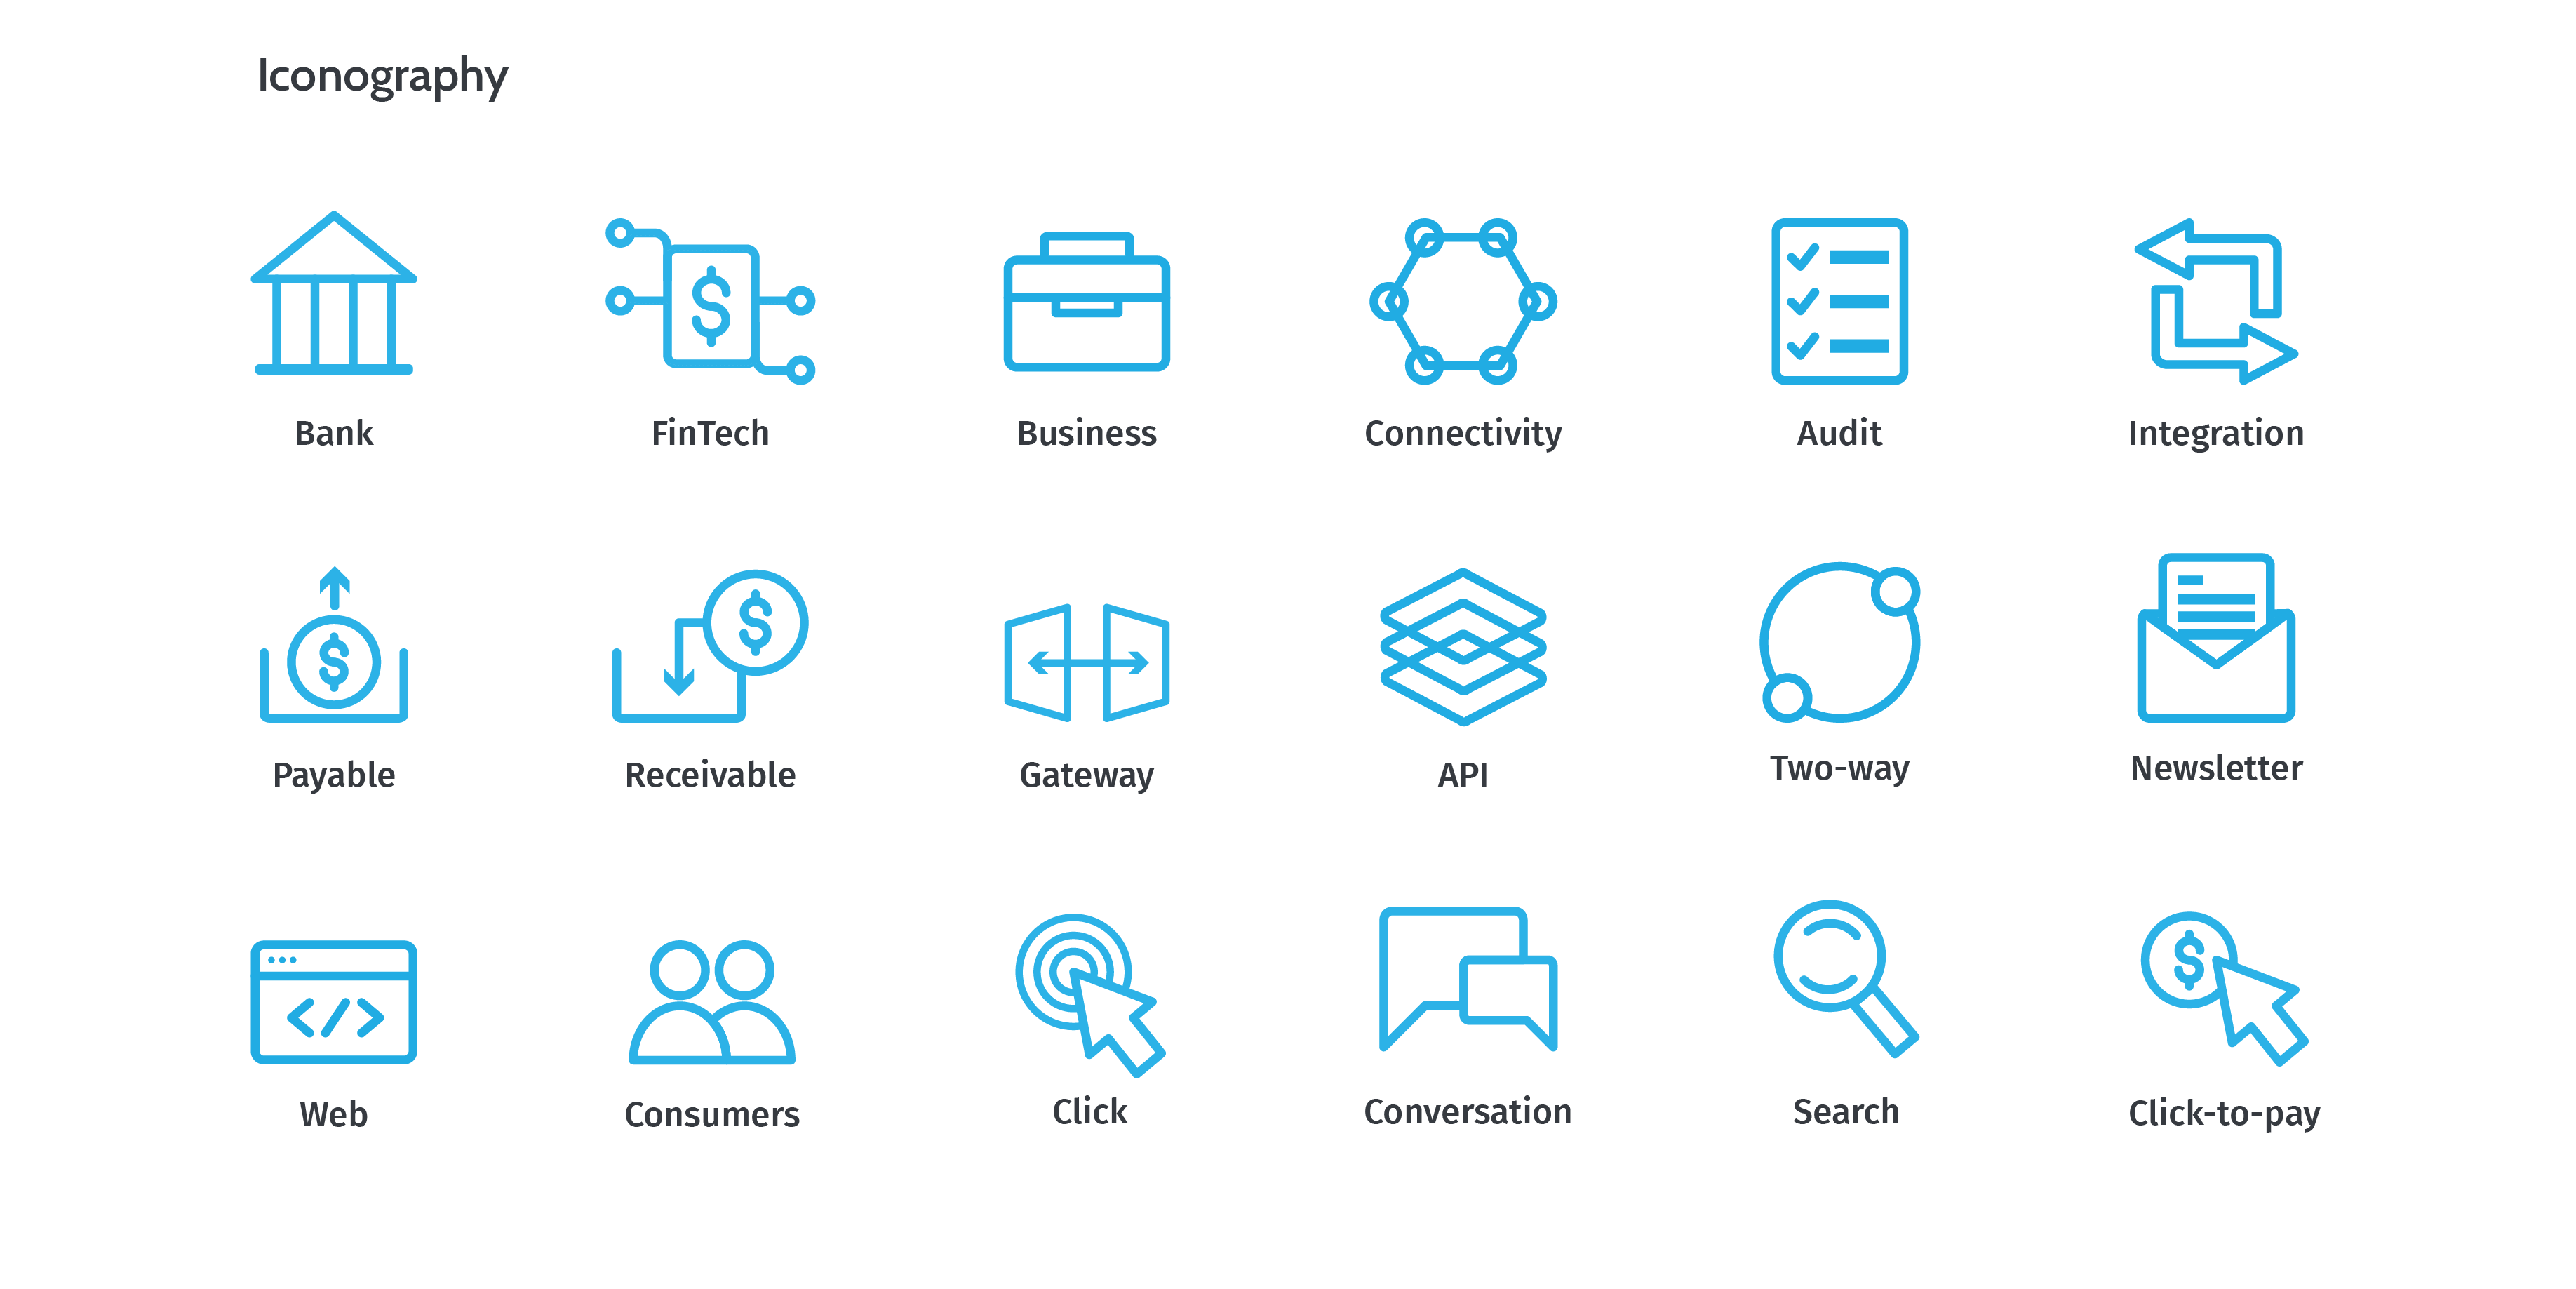 Iconography
Bank
FinTech
Business
Connectivity
Audit
Integration
$
Payable
Receivable
Gateway
API
Two-way
Newsletter
$
$
</>
Web
Consumers
Click
Conversation
Search
Click-to-pay
$